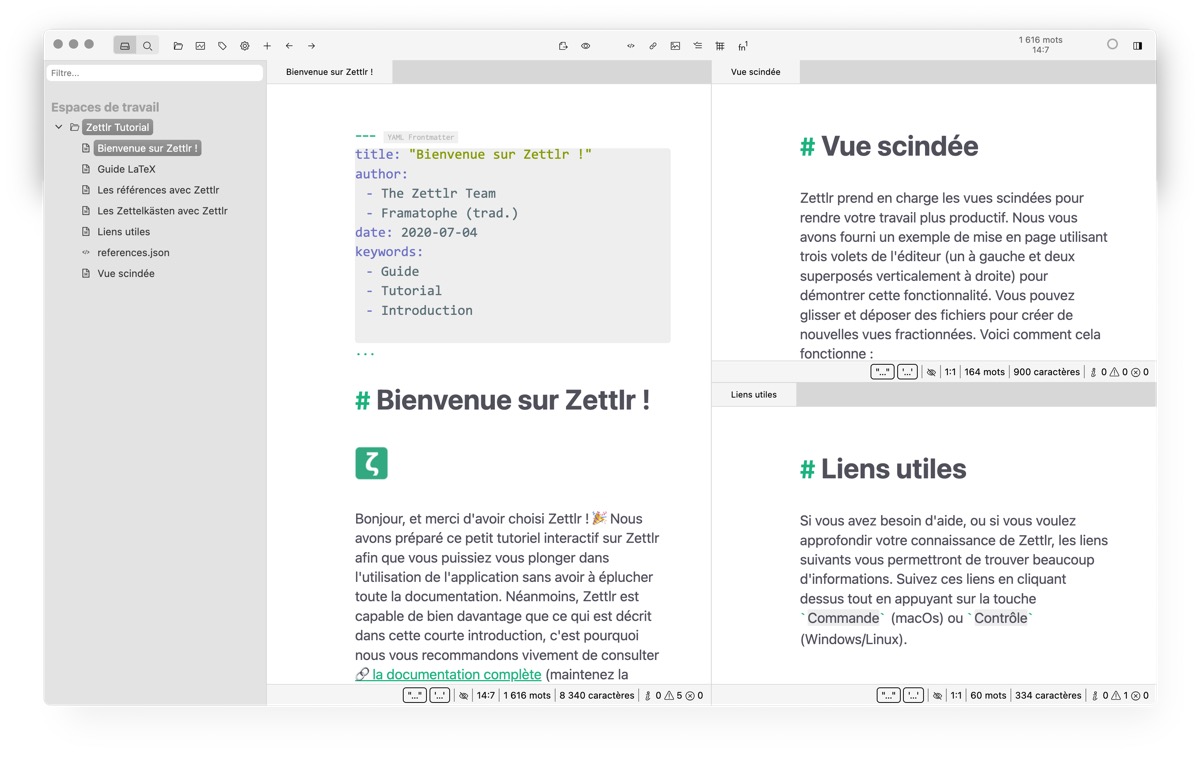 1 616 mots
14:7
Filtre...
Espaces de travail
Zettlr Tutorial
Bienvenue sur Zettlr !
Guide LaTeX
Les références avec Zettlr
Les Zettelkästen avec Zettlr
Liens utiles
references.json
Vue scindée
Bienvenue sur Zettlr !
--- YAML Frontmatter
title: "Bienvenue sur Zettlr !"
author:
- The Zettlr Team
- Framatophe (trad.)
date: 2020-07-04
keywords:
- Guide
- Tutorial
- Introduction
...
# Bienvenue sur Zettlr !
ζ
Bonjour, et merci d'avoir choisi Zettlr ! 🎉 Nous
avons préparé ce petit tutoriel interactif sur Zettlr
afin que vous puissiez vous plonger dans
l'utilisation de l'application sans avoir à éplucher
toute la documentation. Néanmoins, Zettlr est
capable de bien davantage que ce qui est décrit
dans cette courte introduction, c'est pourquoi
nous vous recommandons vivement de consulter
la documentation complète (maintenez la
"..." '...' 14:7 1 616 mots 8 340 caractères 0 5 0
Vue scindée
# Vue scindée
Zettlr prend en charge les vues scindées pour
rendre votre travail plus productif. Nous vous
avons fourni un exemple de mise en page utilisant
trois volets de l'éditeur (un à gauche et deux
superposés verticalement à droite) pour
démontrer cette fonctionnalité. Vous pouvez
glisser et déposer des fichiers pour créer de
nouvelles vues fractionnées. Voici comment cela
fonctionne :
"..." '...' 1:1 164 mots 900 caractères 0 0 0
Liens utiles
# Liens utiles
Si vous avez besoin d'aide, ou si vous voulez
approfondir votre connaissance de Zettlr, les liens
suivants vous permettront de trouver beaucoup
d'informations. Suivez ces liens en cliquant
dessus tout en appuyant sur la touche
`Commande` (macOs) ou `Contrôle`
(Windows/Linux).
"..." '...' 1:1 60 mots 334 caractères 0 1 0